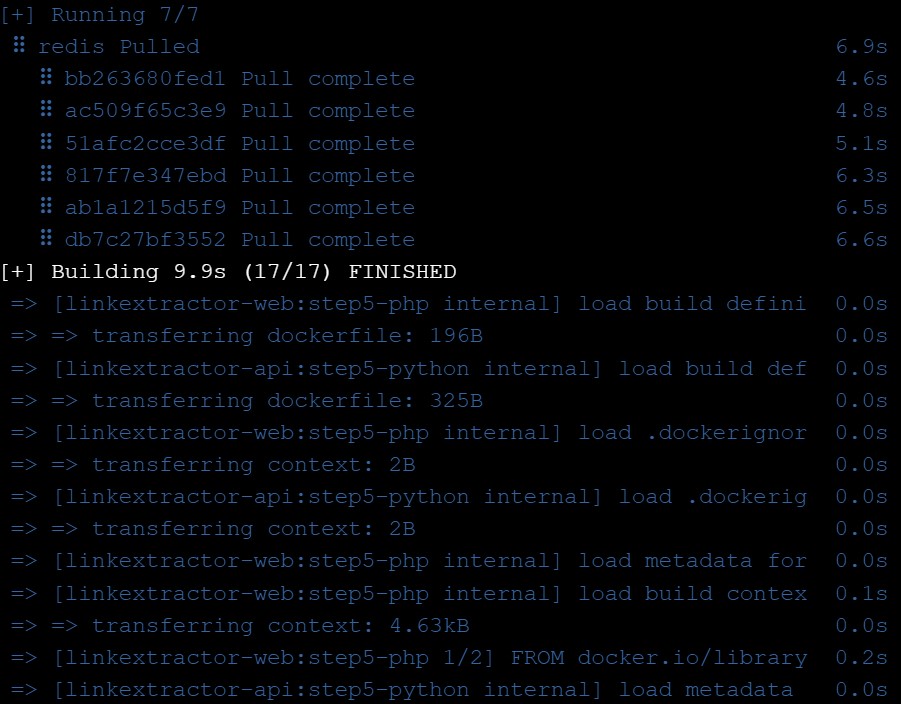 [+] Running 7/7
⠿ redis Pulled 6.9s
⠿ bb263680fed1 Pull complete 4.6s
⠿ ac509f65c3e9 Pull complete 4.8s
⠿ 51afc2cce3df Pull complete 5.1s
⠿ 817f7e347ebd Pull complete 6.3s
⠿ ab1a1215d5f9 Pull complete 6.5s
⠿ db7c27bf3552 Pull complete 6.6s
[+] Building 9.9s (17/17) FINISHED
=> [linkextractor-web:step5-php internal] load build defini 0.0s
=> => transferring dockerfile: 196B 0.0s
=> [linkextractor-api:step5-python internal] load build def 0.0s
=> => transferring dockerfile: 325B 0.0s
=> [linkextractor-web:step5-php internal] load .dockerignor 0.0s
=> => transferring context: 2B 0.0s
=> [linkextractor-api:step5-python internal] load .dockerig 0.0s
=> => transferring context: 2B 0.0s
=> [linkextractor-web:step5-php internal] load metadata for 0.0s
=> [linkextractor-web:step5-php internal] load build contex 0.1s
=> => transferring context: 4.63kB 0.0s
=> [linkextractor-web:step5-php 1/2] FROM docker.io/library 0.2s
=> [linkextractor-api:step5-python internal] load metadata 0.0s